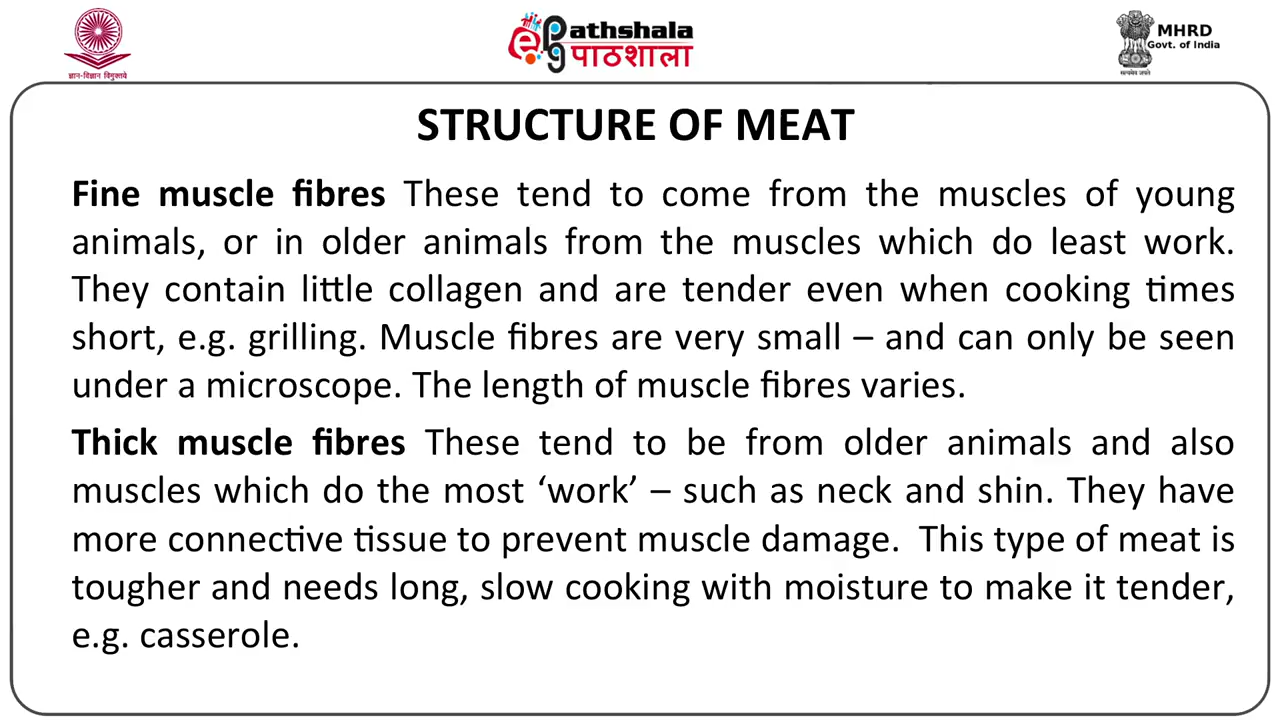 ज्ञान-विज्ञान विमुक्तये
Pathshala
पाठशाला
MHRD
Govt. of India
सत्यमेव जयते
STRUCTURE OF MEAT
Fine muscle fibres These tend to come from the muscles of young
animals, or in older animals from the muscles which do least work.
They contain little collagen and are tender even when cooking times
short, e.g. grilling. Muscle fibres are very small – and can only be seen
under a microscope. The length of muscle fibres varies.
Thick muscle fibres These tend to be from older animals and also
muscles which do the most ‘work’ – such as neck and shin. They have
more connective tissue to prevent muscle damage.  This type of meat is
tougher and needs long, slow cooking with moisture to make it tender,
e.g. casserole.